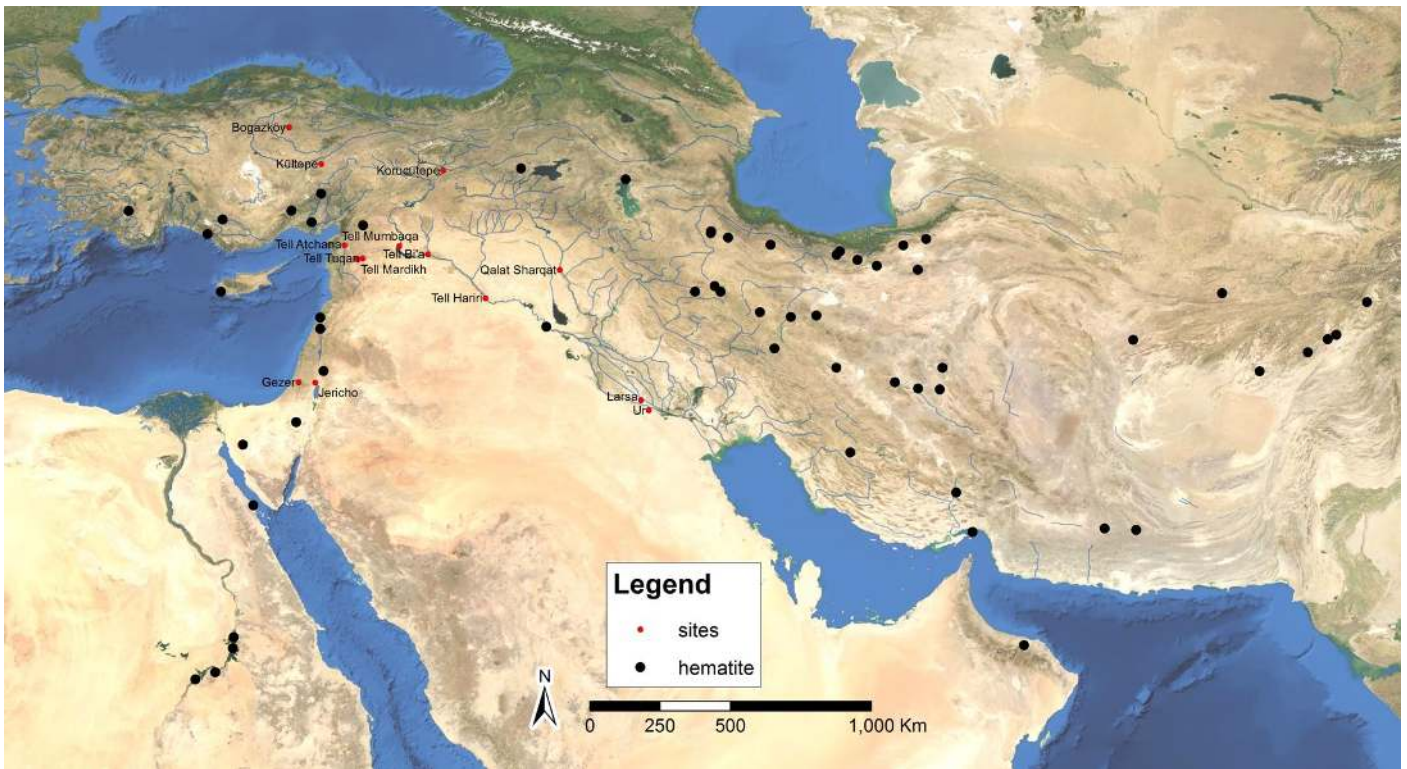 Bogazköy
Kültepe
Korucutepe
Tell Mumbaqa
Tell Atchana
Tell Bi'a
Tell Tuqan
Tell Mardikh
Qalat Sharqat
Tell Hariri
Gezer
Jericho
Larsa
Ur
Legend
sites
hematite
N
0 250 500 1,000 Km